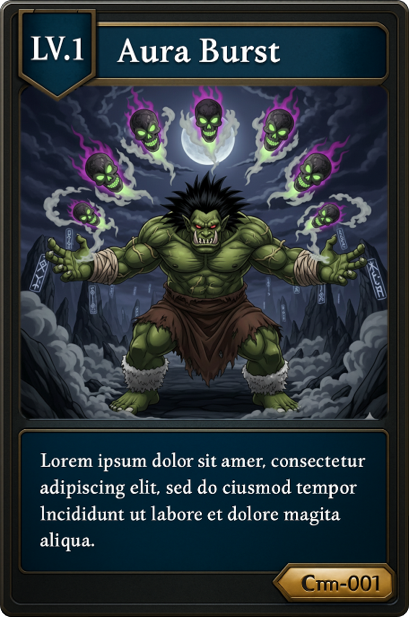 LV.1
Aura Burst
Lorem ipsum dolor sit amer, consectetur
adipiscing elit, sed do ciusmod tempor
Incididunt ut labore et dolore magita
aliqua.
Crm-001